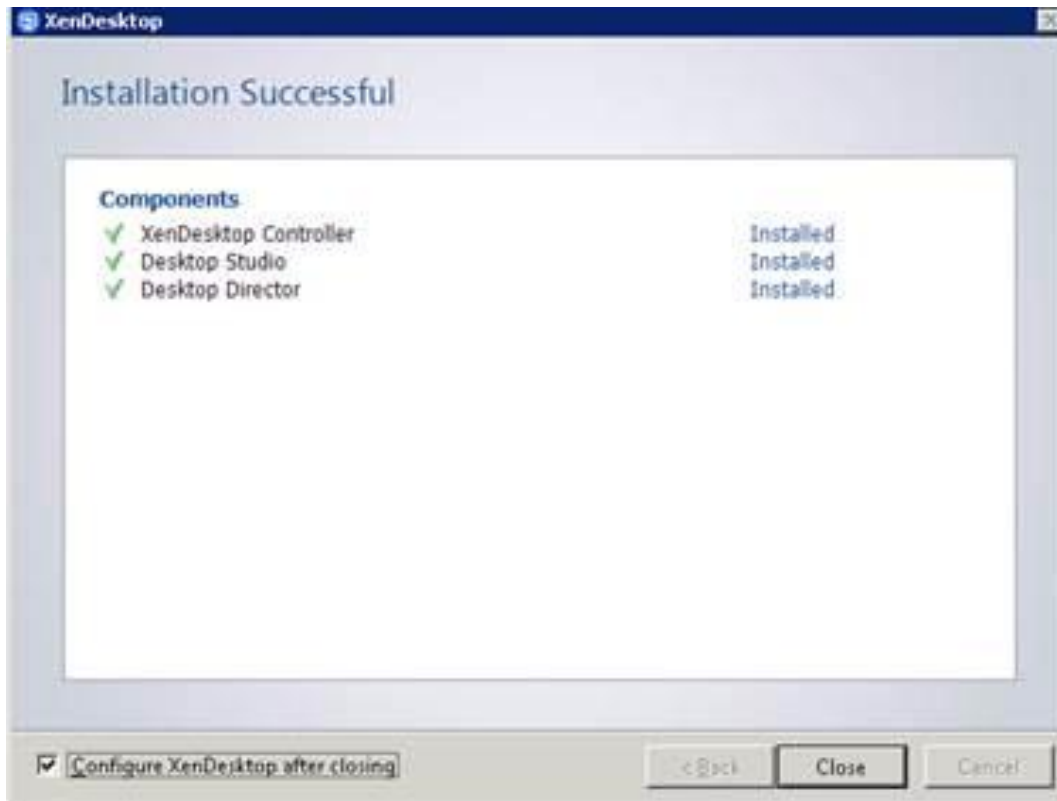 XenDesktop
Installation Successful
Components
XenDesktop Controller Installed
Desktop Studio Installed
Desktop Director Installed
Configure XenDesktop after closing
< Back Close Cancel